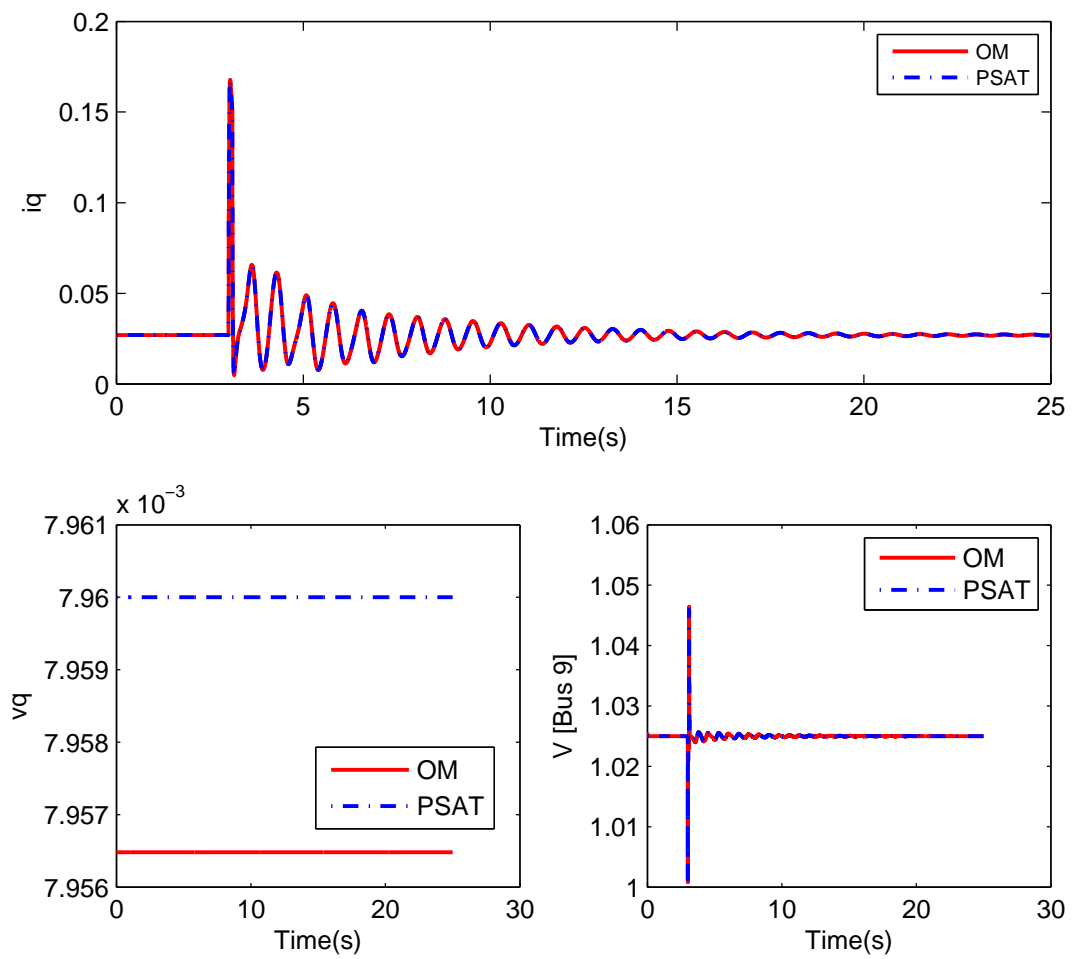 0.2
0.15
0.1
0.05
0
iq
OM
PSAT
0 5 10 15 20 25
Time(s)
x 10−3
7.961
7.96
7.959
7.958
7.957
7.956
vq
OM
PSAT
0 10 20 30
Time(s)
1.06
1.05
1.04
1.03
1.02
1.01
1
V [Bus 9]
OM
PSAT
0 10 20 30
Time(s)